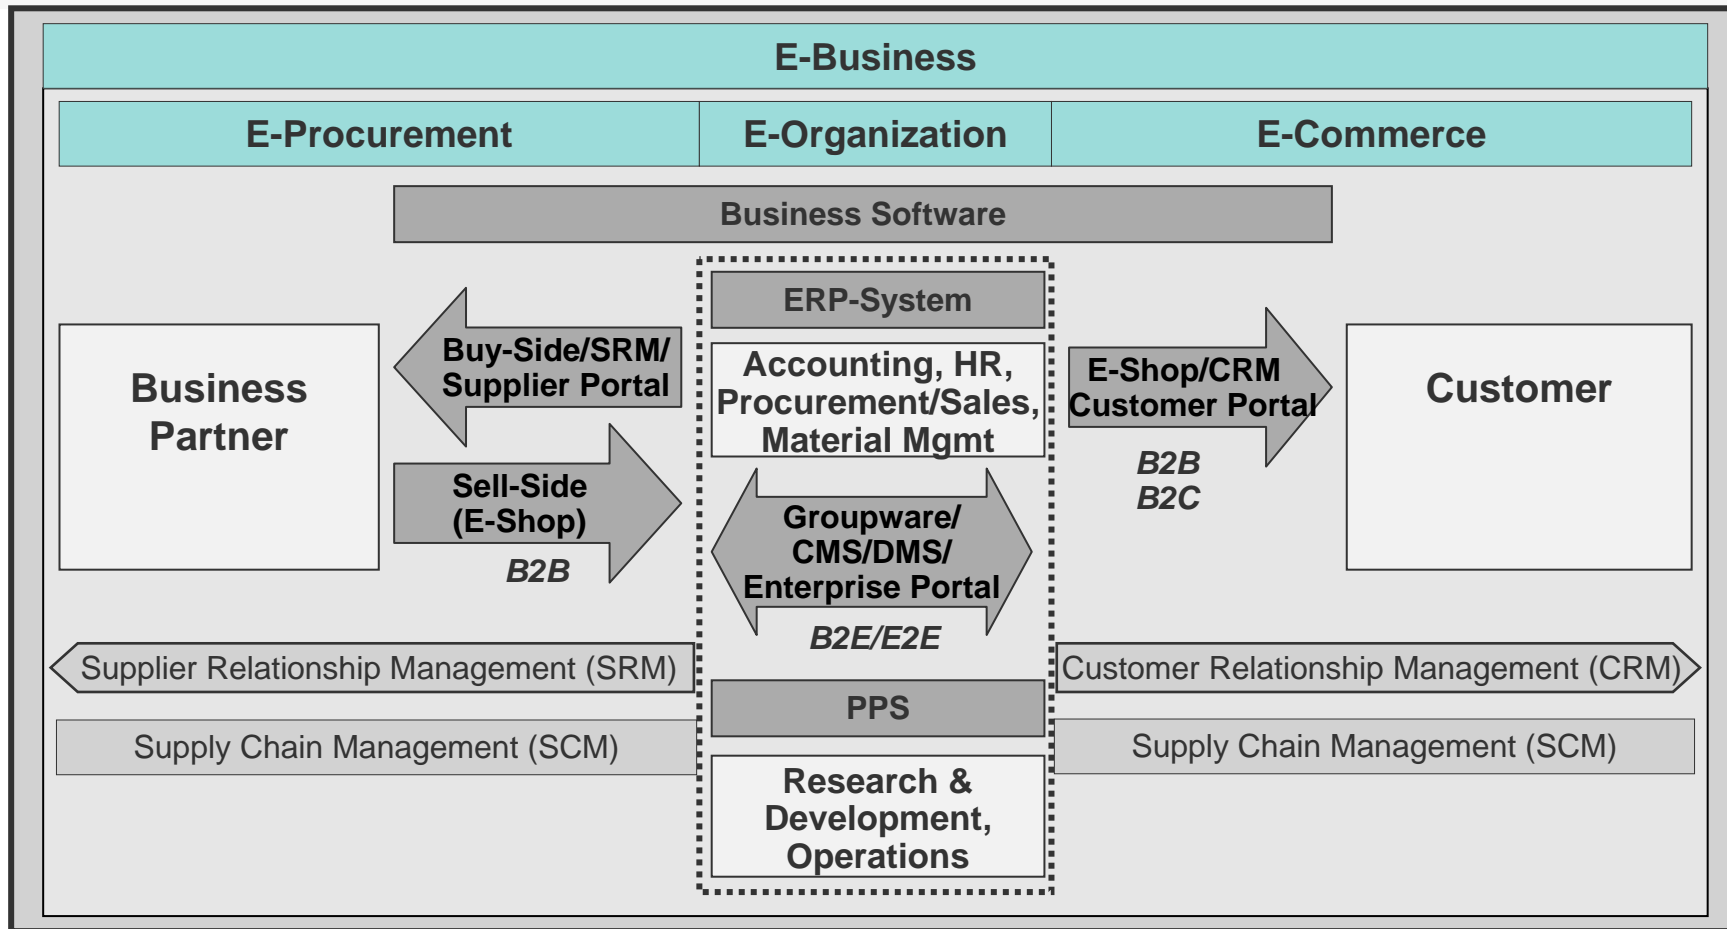 E-Business
E-Procurement
E-Organization
E-Commerce
Business Software
Business
Partner
Buy-Side/SRM/
Supplier Portal
Sell-Side
(E-Shop)
B2B
ERP-System
Accounting, HR,
Procurement/Sales,
Material Mgmt
Groupware/
CMS/DMS/
Enterprise Portal
B2E/E2E
E-Shop/CRM
Customer Portal
B2B
B2C
Customer
Supplier Relationship Management (SRM)
Customer Relationship Management (CRM)
Supply Chain Management (SCM)
PPS
Supply Chain Management (SCM)
Research &
Development,
Operations